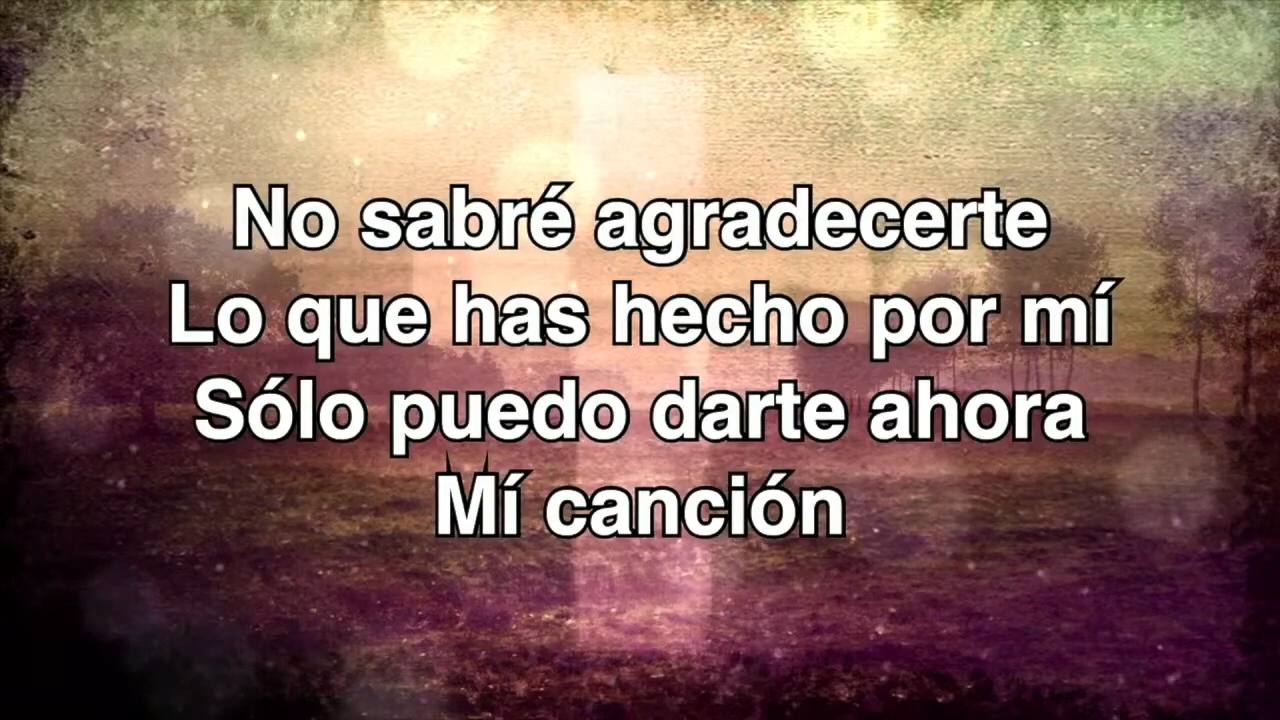 No sabré agradecerte
Lo que has hecho por mí
Sólo puedo darte ahora
Mí canción